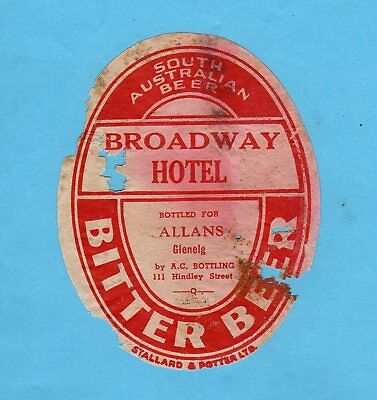 SOUTH
AUSTRALIAN
BEER
BROADWAY
HOTEL
BOTTLED FOR
ALLANS
Glenelg
by A.C. BOTTLING
111 Hindley Street
Q
BITTER BEER
STALLARD & POTTER LTD.